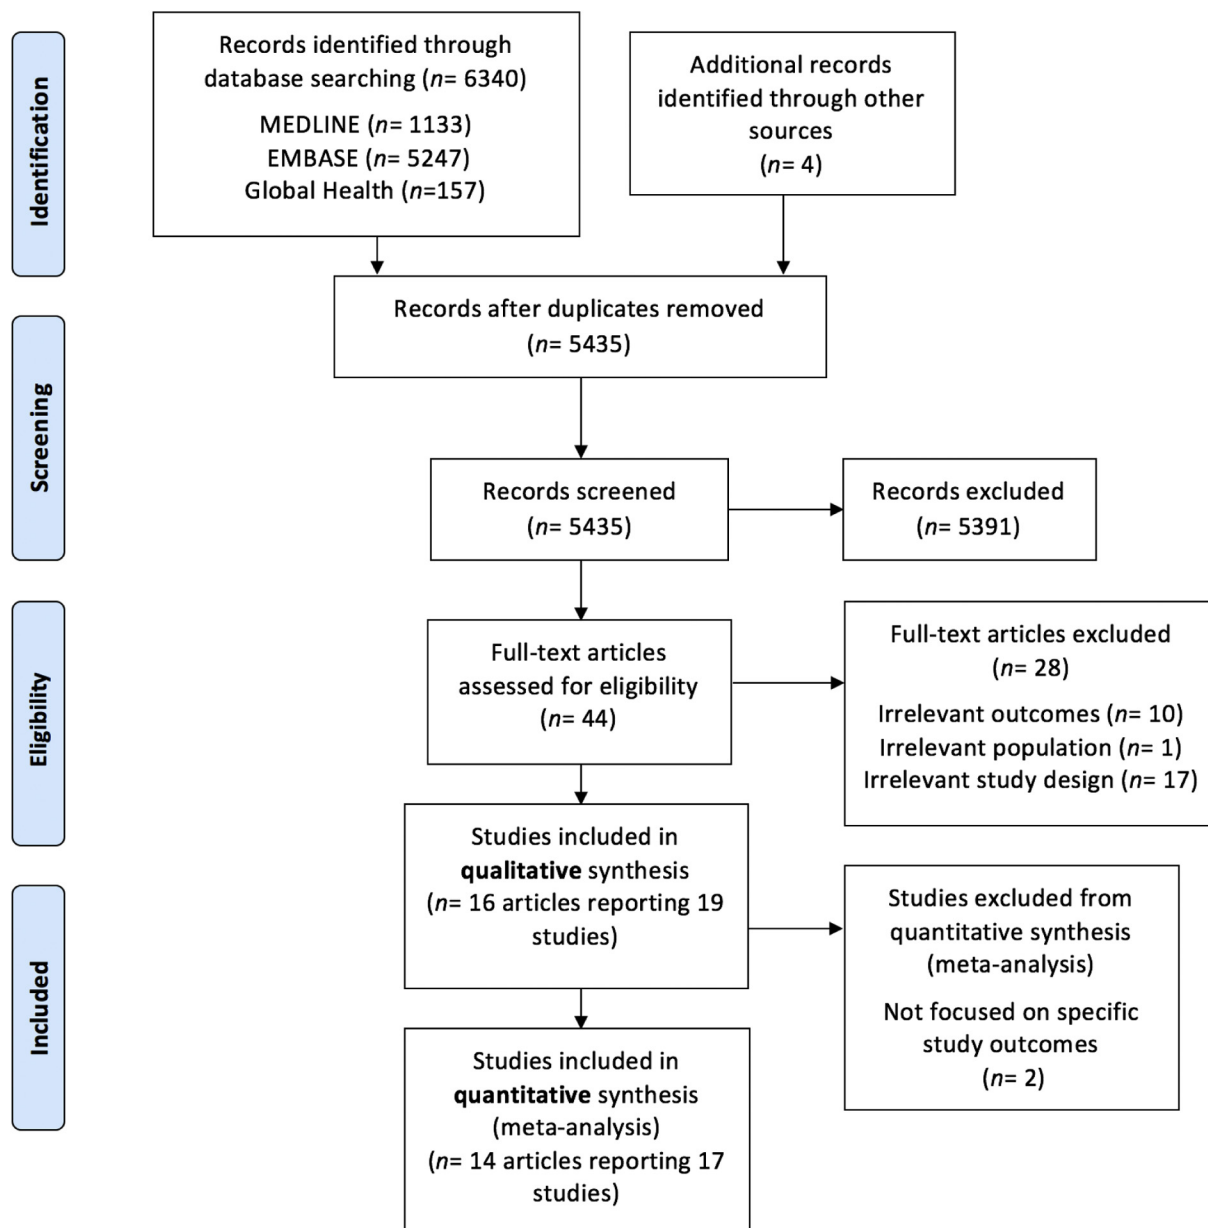 Identification
Records identified through
database searching (n= 6340)
MEDLINE (n= 1133)
EMBASE (n= 5247)
Global Health (n=157)
Additional records
identified through other
sources
(n= 4)
Records after duplicates removed
(n= 5435)
Screening
Records screened
(n= 5435)
Records excluded
(n= 5391)
Eligibility
Full-text articles
assessed for eligibility
(n= 44)
Full-text articles excluded
(n= 28)
Irrelevant outcomes (n= 10)
Irrelevant population (n= 1)
Irrelevant study design (n= 17)
Studies included in
qualitative synthesis
(n= 16 articles reporting 19
studies)
Included
Studies excluded from
quantitative synthesis
(meta-analysis)
Not focused on specific
study outcomes
(n= 2)
Studies included in
quantitative synthesis
(meta-analysis)
(n= 14 articles reporting 17
studies)